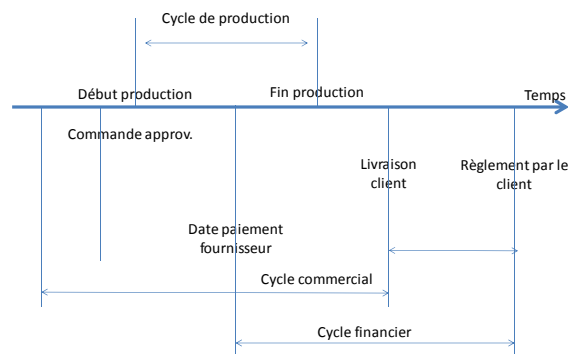 Cycle de production
Début production
Fin production
Temps
Commande approv.
Livraison
client
Règlement par le
client
Date paiement
fournisseur
Cycle commercial
Cycle financier